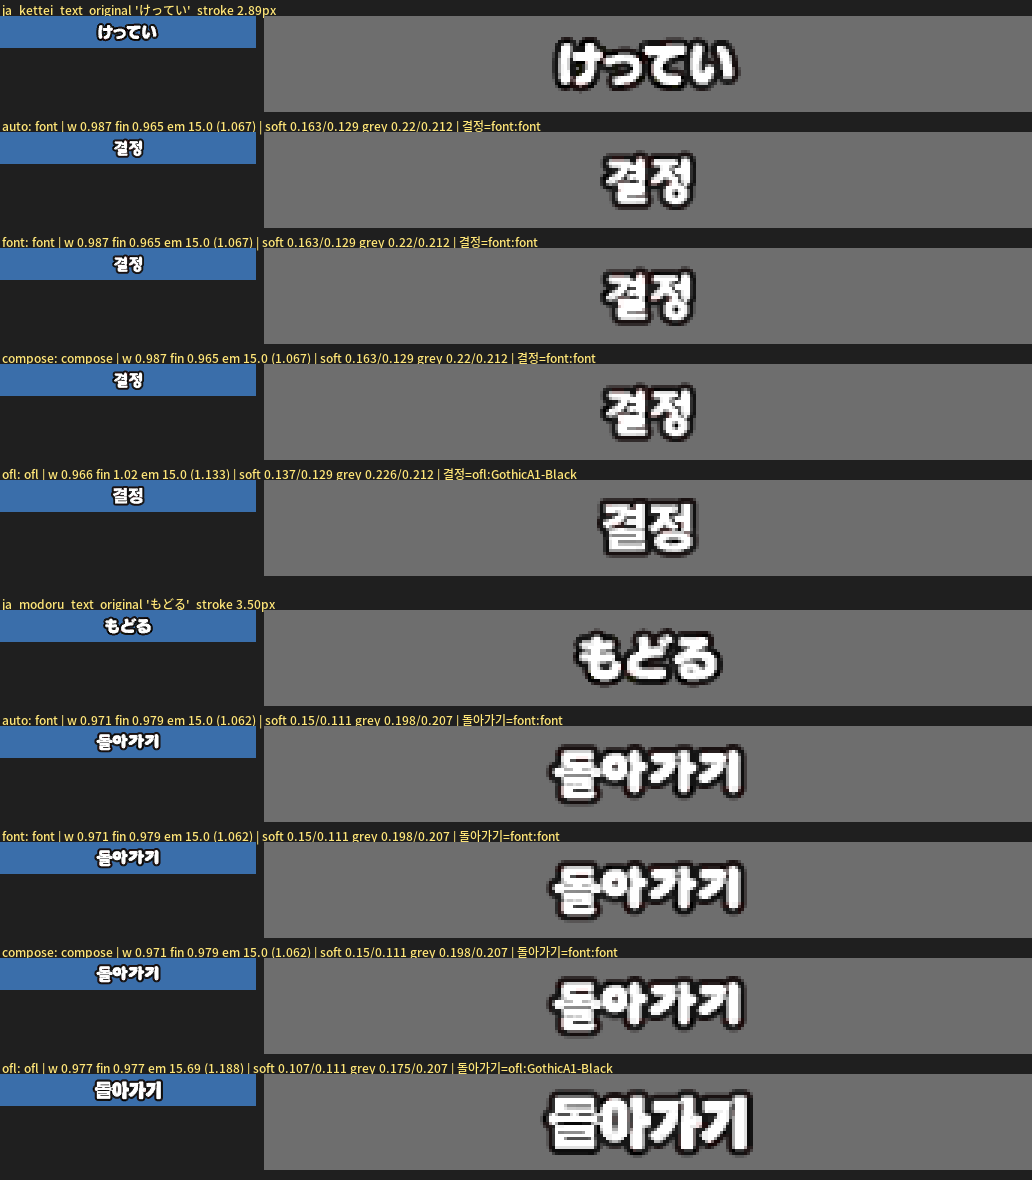 ja_kettei_text original 'けってい' stroke 2.89px
けってい けってい
auto: font | w 0.987 fin 0.965 em 15.0 (1.067) | soft 0.163/0.129 grey 0.22/0.212 | 결정=font:font
결정 결정
font: font | w 0.987 fin 0.965 em 15.0 (1.067) | soft 0.163/0.129 grey 0.22/0.212 | 결정=font:font
결정 결정
compose: compose | w 0.987 fin 0.965 em 15.0 (1.067) | soft 0.163/0.129 grey 0.22/0.212 | 결정=font:font
결정 결정
ofl: ofl | w 0.966 fin 1.02 em 15.0 (1.133) | soft 0.137/0.129 grey 0.226/0.212 | 결정=ofl:GothicA1-Black
결정 결정
ja_modoru_text original 'もどる' stroke 3.50px
もどる もどる
auto: font | w 0.971 fin 0.979 em 15.0 (1.062) | soft 0.15/0.111 grey 0.198/0.207 | 돌아가기=font:font
돌아가기 돌아가기
font: font | w 0.971 fin 0.979 em 15.0 (1.062) | soft 0.15/0.111 grey 0.198/0.207 | 돌아가기=font:font
돌아가기 돌아가기
compose: compose | w 0.971 fin 0.979 em 15.0 (1.062) | soft 0.15/0.111 grey 0.198/0.207 | 돌아가기=font:font
돌아가기 돌아가기
ofl: ofl | w 0.977 fin 0.977 em 15.69 (1.188) | soft 0.107/0.111 grey 0.175/0.207 | 돌아가기=ofl:GothicA1-Black
돌아가기 돌아가기